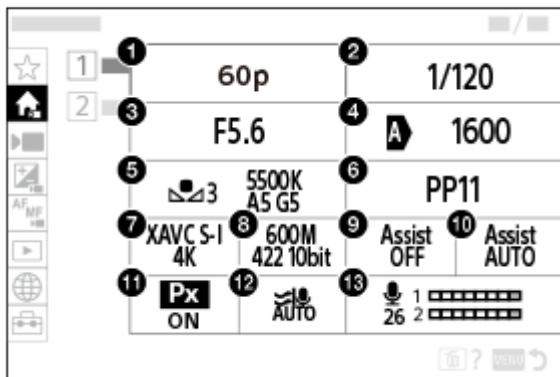 1
2
1
60p
2
1/120
3
F5.6
4
A
1600
5
3
5500K
A5 G5
6
PP11
7
XAVC S-I
4K
8
600M
422 10bit
9
Assist
OFF
10
Assist
AUTO
11
Px
ON
12
AUTO
13
26
1
2
AF
MF
?
MENU